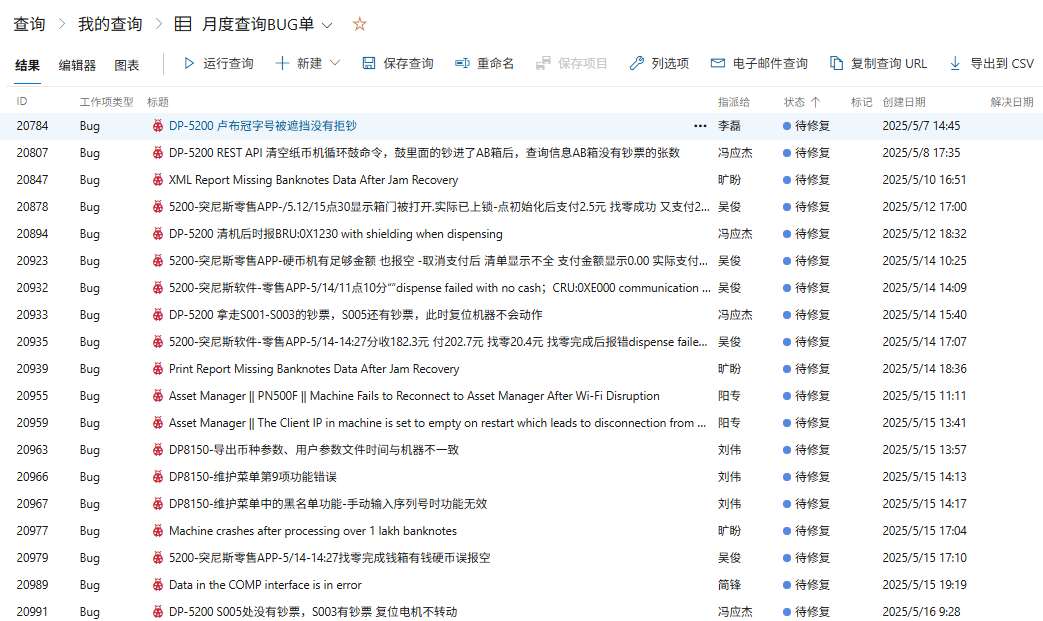 查询 > 我的查询 > 月度查询BUG单
结果 编辑器 图表 运行查询 新建 保存查询 重命名 保存项目 列选项 电子邮件查询 复制查询 URL 导出到 CSV
ID 工作项类型 标题 指派给 状态 ↑ 标记 创建日期 解决日期
20784 Bug DP-5200 卢布冠字号被遮挡没有拒钞 ••• 李磊 待修复 2025/5/7 14:45
20807 Bug DP-5200 REST API 清空纸币机循环鼓命令，鼓里面的钞进了AB箱后，查询信息AB箱没有钞票的张数 冯应杰 待修复 2025/5/8 17:35
20847 Bug XML Report Missing Banknotes Data After Jam Recovery 旷盼 待修复 2025/5/10 16:51
20878 Bug 5200-突尼斯零售APP-/5.12/15点30显示箱门被打开.实际已上锁-点初始化后支付2.5元 找零成功 又支付2... 吴俊 待修复 2025/5/12 17:00
20894 Bug DP-5200 清机后时报BRU:0X1230 with shielding when dispensing 冯应杰 待修复 2025/5/12 18:32
20923 Bug 5200-突尼斯零售APP-硬币机有足够金额 也报空 -取消支付后 清单显示不全 支付金额显示0.00 实际支付... 吴俊 待修复 2025/5/14 10:25
20932 Bug 5200-突尼斯软件-零售APP-5/14/11点10分““dispense failed with no cash；CRU:0XE000 communication ... 吴俊 待修复 2025/5/14 14:09
20933 Bug DP-5200 拿走S001-S003的钞票，S005还有钞票，此时复位机器不会动作 冯应杰 待修复 2025/5/14 15:40
20935 Bug 5200-突尼斯软件-零售APP-5/14-14:27分收182.3元 付202.7元 找零20.4元 找零完成后报错dispense faile... 吴俊 待修复 2025/5/14 17:07
20939 Bug Print Report Missing Banknotes Data After Jam Recovery 旷盼 待修复 2025/5/14 18:36
20955 Bug Asset Manager || PN500F || Machine Fails to Reconnect to Asset Manager After Wi-Fi Disruption 阳专 待修复 2025/5/15 11:11
20959 Bug Asset Manager || The Client IP in machine is set to empty on restart which leads to disconnection from ... 阳专 待修复 2025/5/15 13:41
20963 Bug DP8150-导出币种参数、用户参数文件时间与机器不一致 刘伟 待修复 2025/5/15 13:57
20966 Bug DP8150-维护菜单第9项功能错误 刘伟 待修复 2025/5/15 14:13
20967 Bug DP8150-维护菜单中的黑名单功能-手动输入序列号时功能无效 刘伟 待修复 2025/5/15 14:17
20977 Bug Machine crashes after processing over 1 lakh banknotes 旷盼 待修复 2025/5/15 17:04
20979 Bug 5200-突尼斯零售APP-5/14-14:27找零完成钱箱有钱硬币误报空 吴俊 待修复 2025/5/15 17:10
20989 Bug Data in the COMP interface is in error 简锋 待修复 2025/5/15 19:19
20991 Bug DP-5200 S005处没有钞票，S003有钞票 复位电机不转动 冯应杰 待修复 2025/5/16 9:28